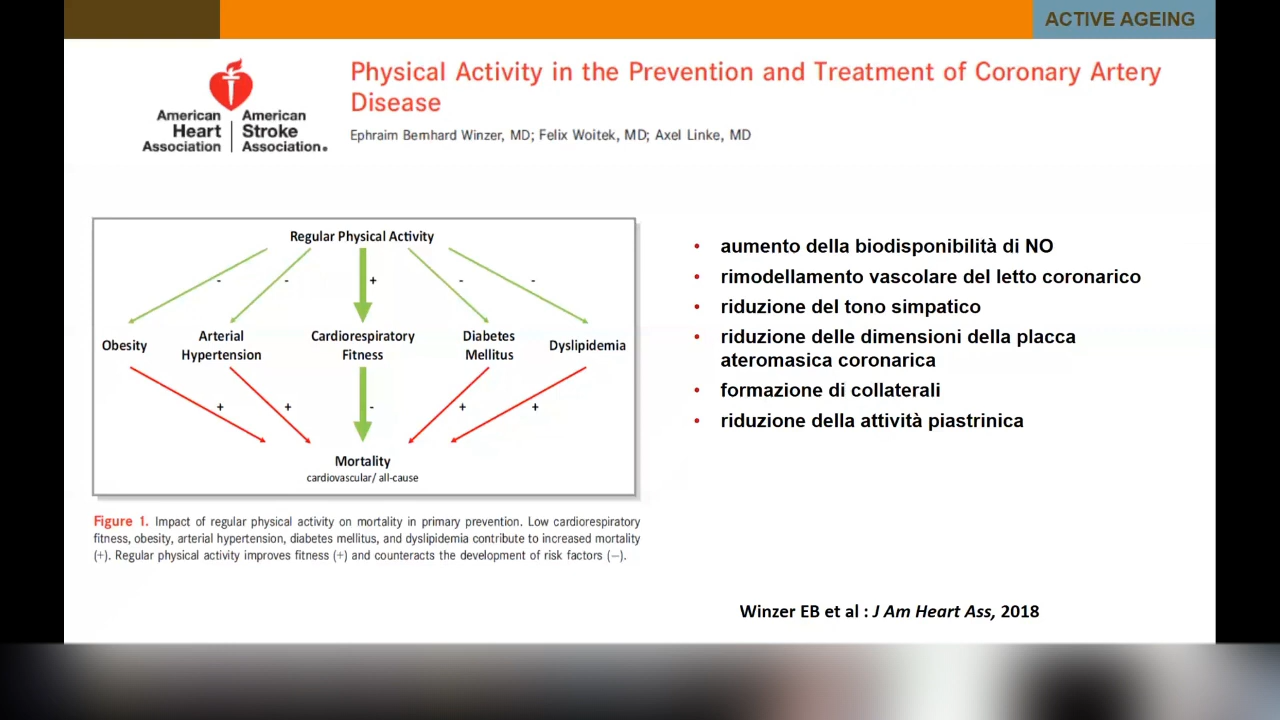 ACTIVE AGEING
Physical Activity in the Prevention and Treatment of Coronary Artery
Disease
American
Heart
Association
American
Stroke
Association.
Ephraim Bernhard Winzer, MD; Felix Woitek, MD; Axel Linke, MD
Regular Physical Activity
- - + - -
Obesity
Arterial
Hypertension
Cardiorespiratory
Fitness
Diabetes
Mellitus
Dyslipidemia
+ + - + +
Mortality
cardiovascular/ all-cause
Figure 1. Impact of regular physical activity on mortality in primary prevention. Low cardiorespiratory
fitness, obesity, arterial hypertension, diabetes mellitus, and dyslipidemia contribute to increased mortality
(+). Regular physical activity improves fitness (+) and counteracts the development of risk factors (−).
• aumento della biodisponibilità di NO
• rimodellamento vascolare del letto coronarico
• riduzione del tono simpatico
• riduzione delle dimensioni della placca
ateromasica coronarica
• formazione di collaterali
• riduzione della attività piastrinica
Winzer EB et al : J Am Heart Ass, 2018